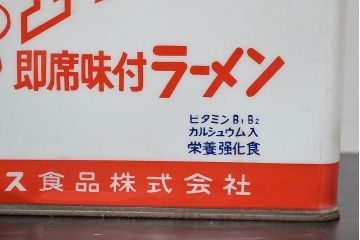 即席味付ラーメン
ビタミンB1B2
カルシュウム入
栄養強化食
ス食品株式会社